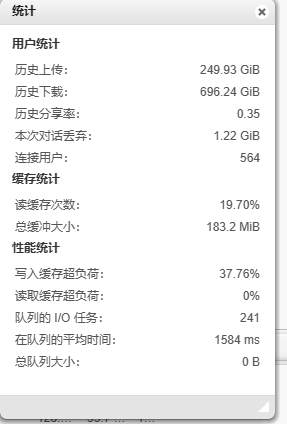 统计
用户统计
历史上传: 249.93 GiB
历史下载: 696.24 GiB
历史分享率: 0.35
本次对话丢弃: 1.22 GiB
连接用户: 564
缓存统计
读缓存次数: 19.70%
总缓冲大小: 183.2 MiB
性能统计
写入缓存超负荷: 37.76%
读取缓存超负荷: 0%
队列的 I/O 任务: 241
在队列的平均时间: 1584 ms
总队列大小: 0 B